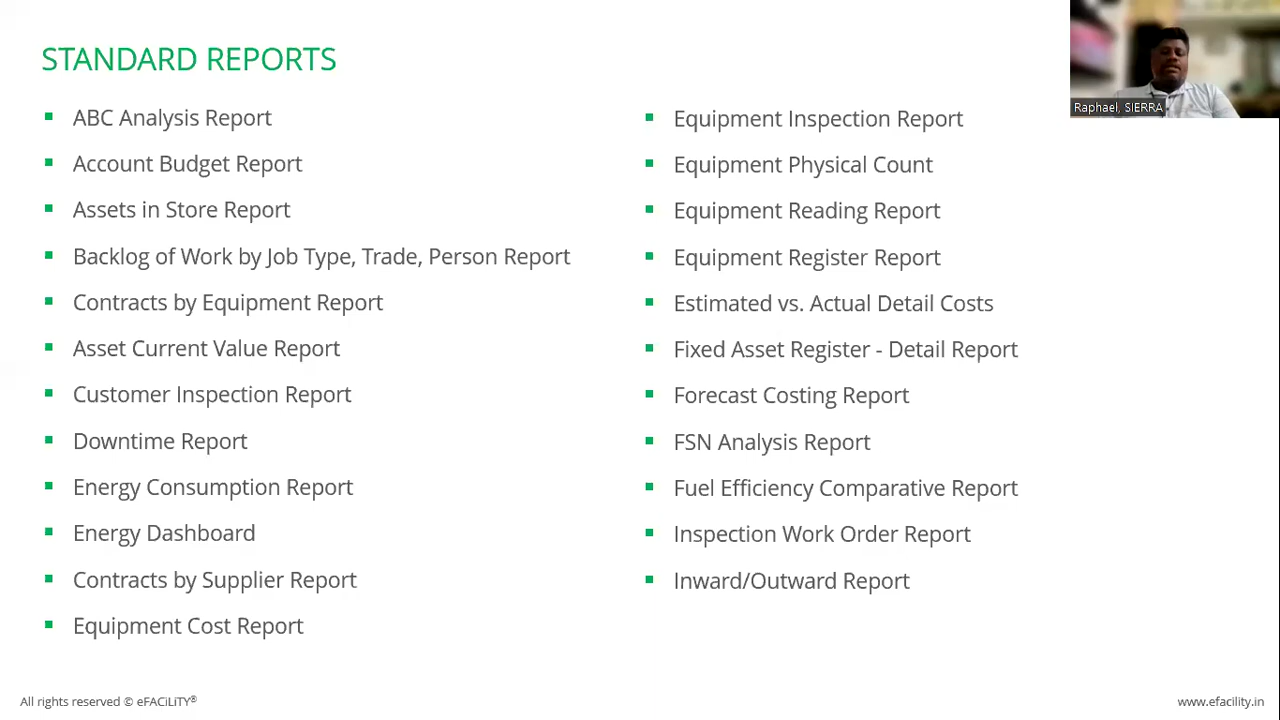 STANDARD REPORTS
ABC Analysis Report
Account Budget Report
Assets in Store Report
Backlog of Work by Job Type, Trade, Person Report
Contracts by Equipment Report
Asset Current Value Report
Customer Inspection Report
Downtime Report
Energy Consumption Report
Energy Dashboard
Contracts by Supplier Report
Equipment Cost Report
Equipment Inspection Report
Equipment Physical Count
Equipment Reading Report
Equipment Register Report
Estimated vs. Actual Detail Costs
Fixed Asset Register - Detail Report
Forecast Costing Report
FSN Analysis Report
Fuel Efficiency Comparative Report
Inspection Work Order Report
Inward/Outward Report
Raphael, SIERRA
All rights reserved © eFACiLiTY®
www.efacility.in